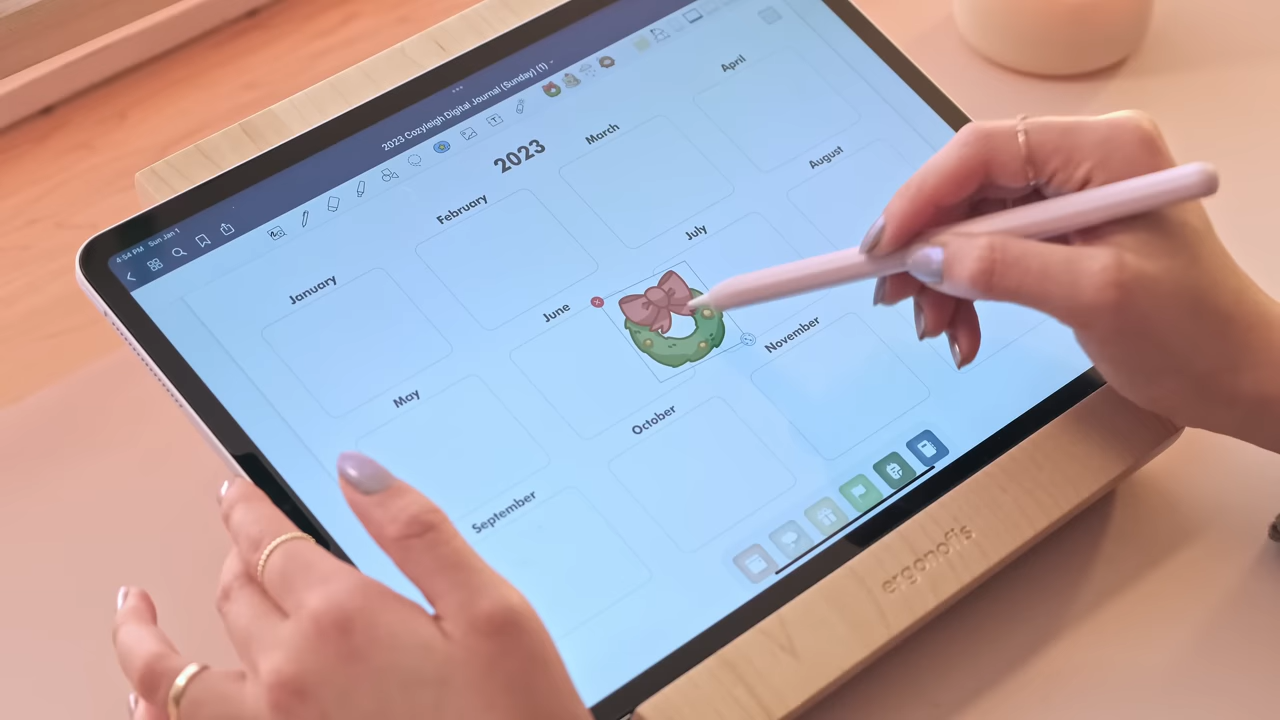 4:54 PM Sun Jan 1
2023 Cozyleigh Digital Journal (Sunday) (1)
2023
January
February
March
April
May
June
July
August
September
October
November
ergonofis